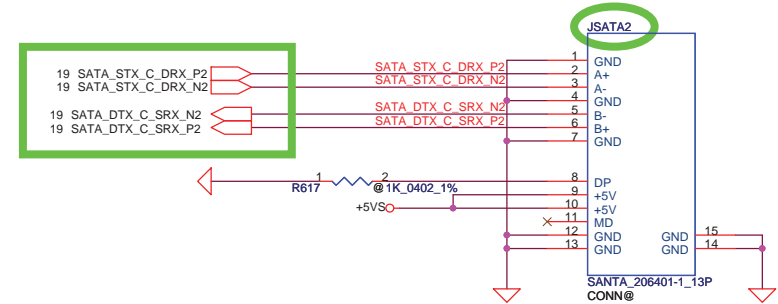 JSATA2
1 GND
19 SATA_STX_C_DRX_P2 SATA_STX_C_DRX_P2 2 A+
19 SATA_STX_C_DRX_N2 SATA_STX_C_DRX_N2 3 A-
4 GND
19 SATA_DTX_C_SRX_N2 SATA_DTX_C_SRX_N2 5 B-
19 SATA_DTX_C_SRX_P2 SATA_DTX_C_SRX_P2 6 B+
7 GND
1 2 8 DP
R617 @1K_0402_1% 9 +5V
+5VS 10 +5V
11 MD
12 GND GND 15
13 GND GND 14
SANTA_206401-1_13P
CONN@